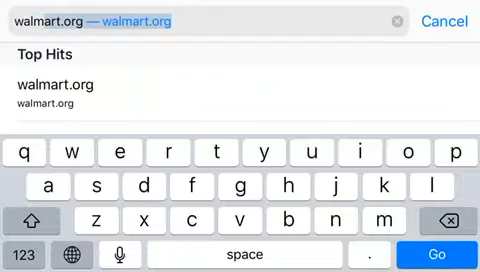 walmart.org — walmart.org Cancel
Top Hits
walmart.org
walmart.org
q w e r t y u i o p
a s d f g h j k l
z x c v b n m
123 space . Go